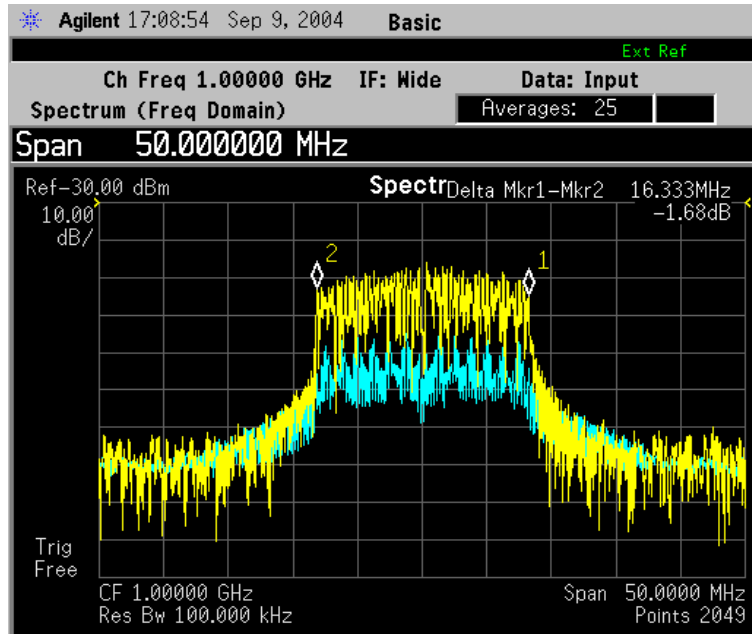 Agilent 17:08:54 Sep 9, 2004 Basic
Ext Ref
Ch Freq 1.00000 GHz IF: Wide Data: Input
Spectrum (Freq Domain) Averages: 25
Span 50.000000 MHz
Ref-30.00 dBm Spectr Delta Mkr1-Mkr2 16.333MHz
10.00 -1.68dB
dB/
2
1
Trig
Free
CF 1.00000 GHz Span 50.0000 MHz
Res Bw 100.000 kHz Points 2049